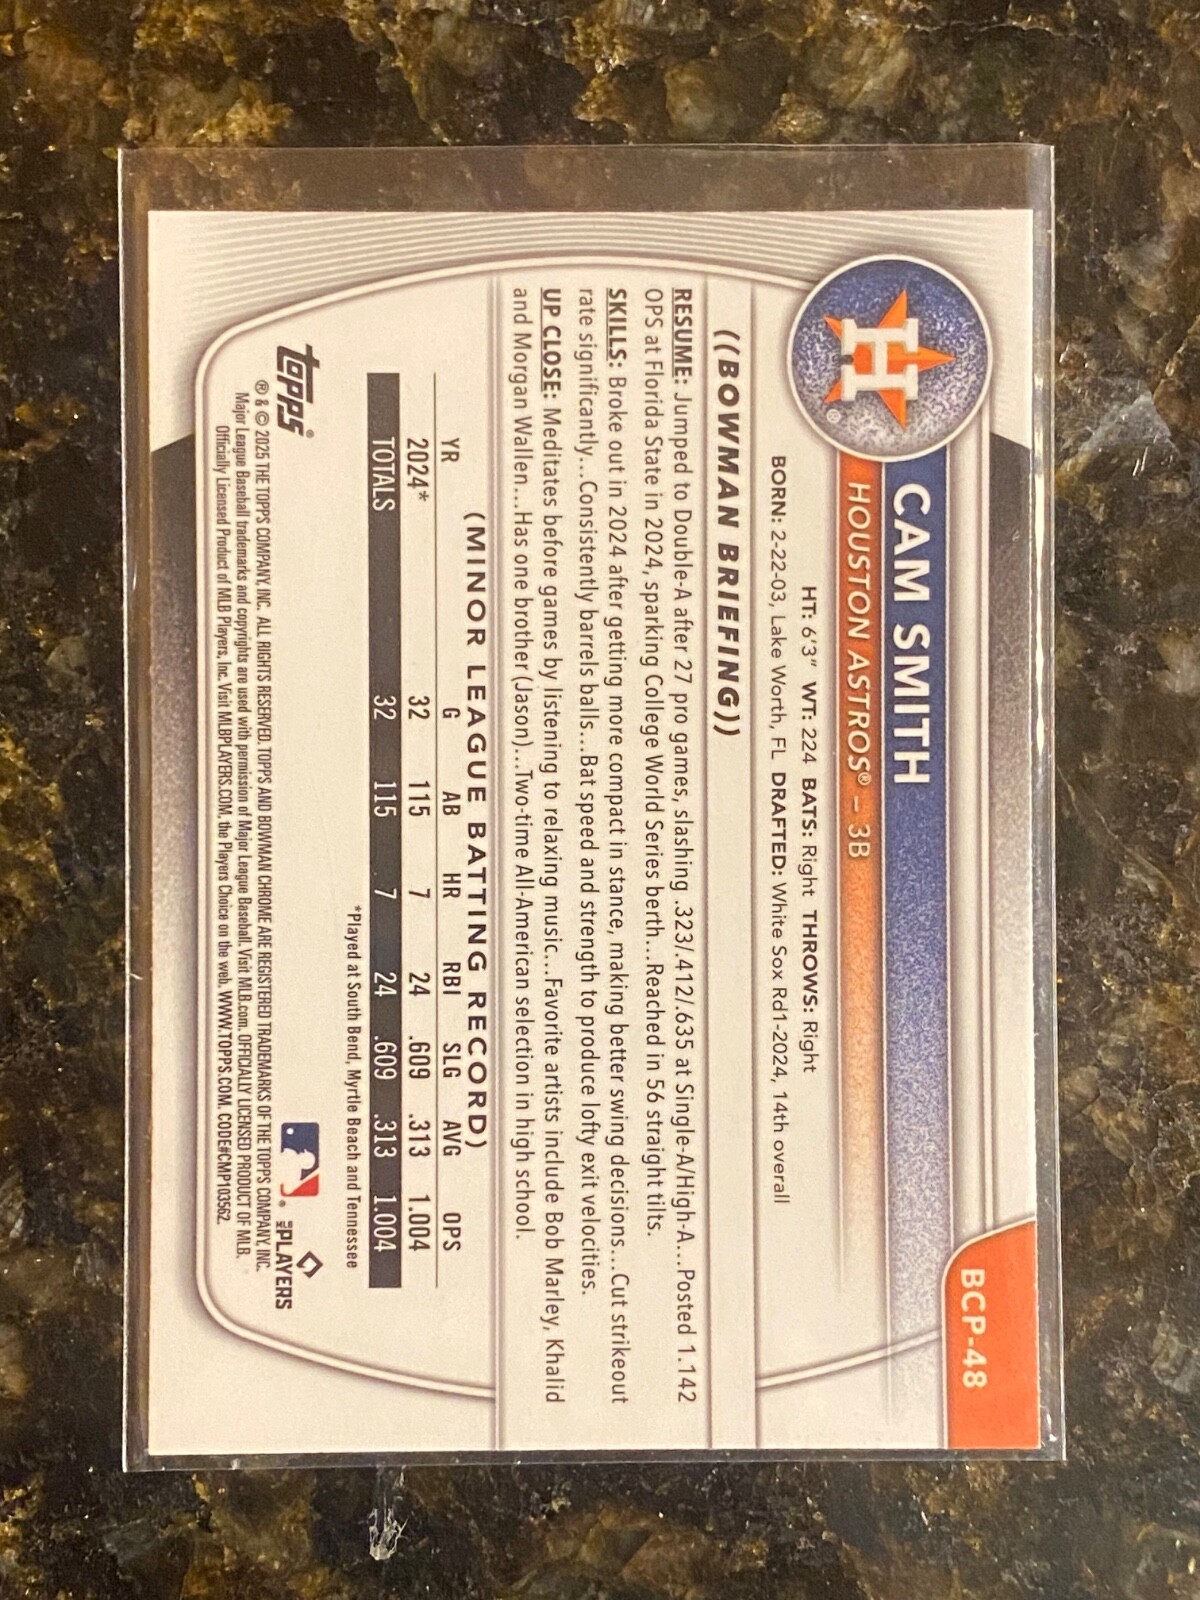 BCP-48
H®
CAM SMITH
HOUSTON ASTROS® – 3B
HT: 6'3" WT: 224 BATS: Right THROWS: Right
BORN: 2-22-03, Lake Worth, FL DRAFTED: White Sox Rd1-2024, 14th overall
((BOWMAN BRIEFING))
RESUME: Jumped to Double-A after 27 pro games, slashing .323/.412/.635 at Single-A/High-A...Posted 1.142
OPS at Florida State in 2024, sparking College World Series berth...Reached in 56 straight tilts.
SKILLS: Broke out in 2024 after getting more compact in stance, making better swing decisions...Cut strikeout
rate significantly...Consistently barrels balls...Bat speed and strength to produce lofty exit velocities.
UP CLOSE: Meditates before games by listening to relaxing music...Favorite artists include Bob Marley, Khalid
and Morgan Wallen...Has one brother (Jason)...Two-time All-American selection in high school.
(MINOR LEAGUE BATTING RECORD)
YR G AB HR RBI SLG AVG OPS
2024* 32 115 7 24 .609 .313 1.004
TOTALS 32 115 7 24 .609 .313 1.004
*Played at South Bend, Myrtle Beach and Tennessee
topps®
MLB PLAYERS
® & © 2025 THE TOPPS COMPANY, INC. ALL RIGHTS RESERVED. TOPPS AND BOWMAN CHROME ARE REGISTERED TRADEMARKS OF THE TOPPS COMPANY, INC.
Major League Baseball trademarks and copyrights are used with permission of Major League Baseball. Visit MLB.com. OFFICIALLY LICENSED PRODUCT OF MLB.
Officially Licensed Product of MLB Players, Inc. Visit MLBPLAYERS.COM, the Players Choice on the web. WWW.TOPPS.COM. CODE#CMP103562.